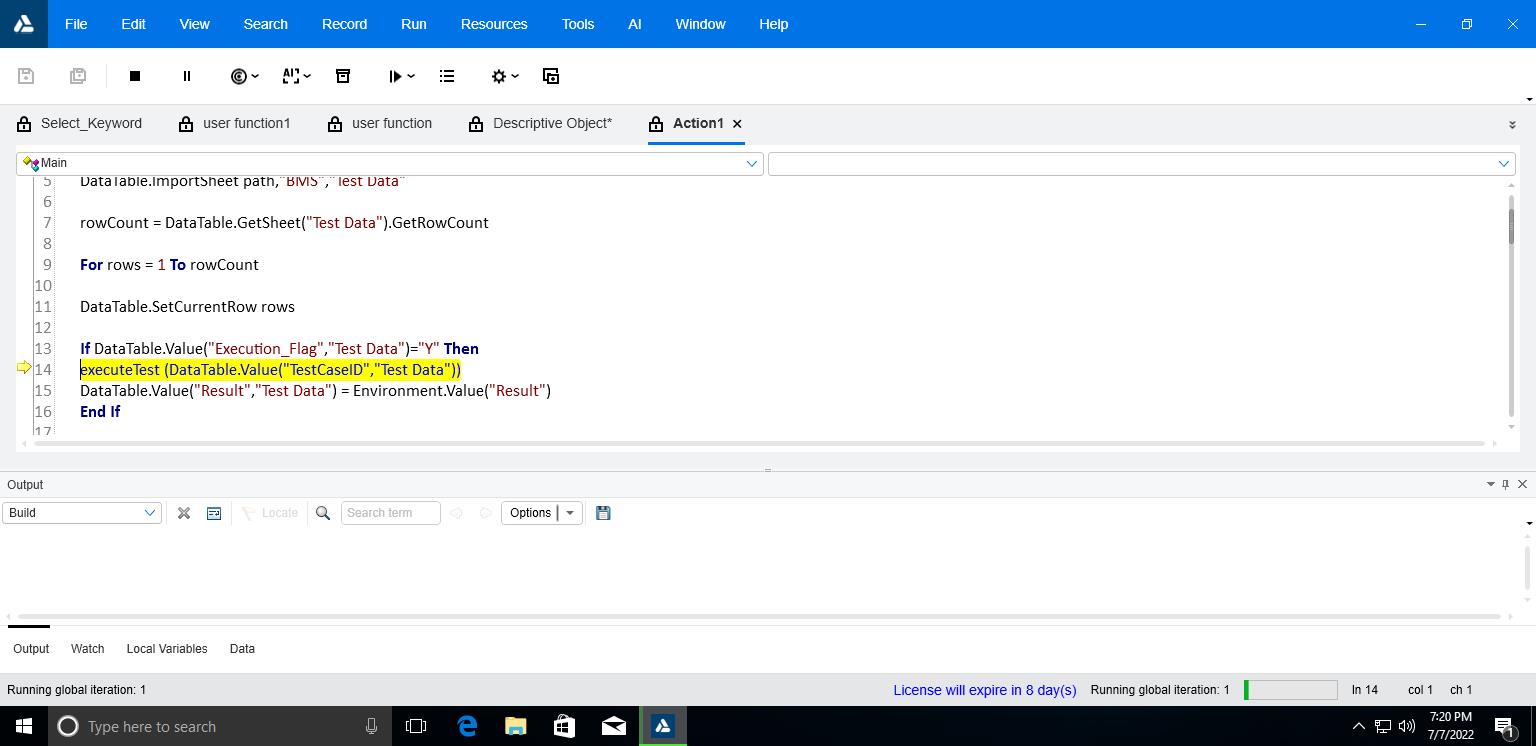 File Edit View Search Record Run Resources Tools AI Window Help
Select_Keyword user function1 user function Descriptive Object* Action1
Main
5 DataTable.ImportSheet path,"BMS","Test Data"
6
7 rowCount = DataTable.GetSheet("Test Data").GetRowCount
8
9 For rows = 1 To rowCount
10
11 DataTable.SetCurrentRow rows
12
13 If DataTable.Value("Execution_Flag","Test Data")="Y" Then
14 executeTest (DataTable.Value("TestCaseID","Test Data"))
15 DataTable.Value("Result","Test Data") = Environment.Value("Result")
16 End If
17
Output
Build Locate Search term Options
Output Watch Local Variables Data
Running global iteration: 1 License will expire in 8 day(s) Running global iteration: 1 ln 14 col 1 ch 1
Type here to search 7:20 PM
7/7/2022 1